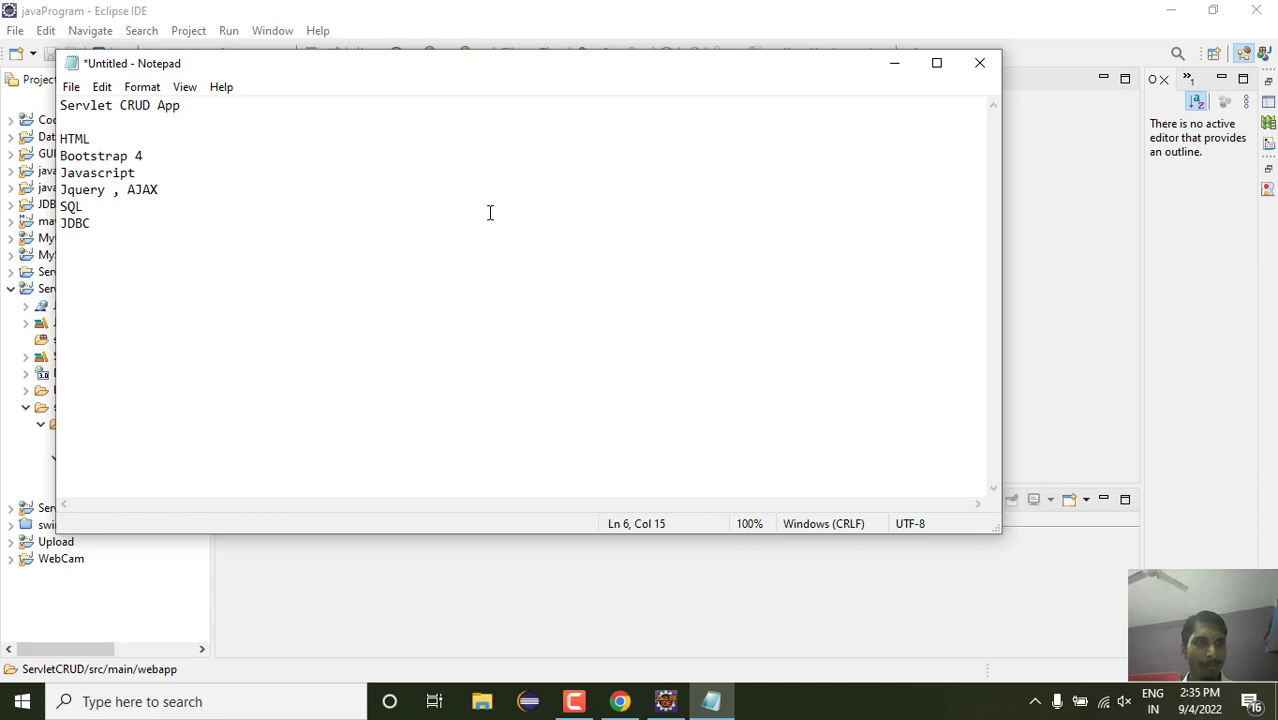 javaProgram - Eclipse IDE
File Edit Navigate Search Project Run Window Help
*Untitled - Notepad
File Edit Format View Help
Servlet CRUD App
HTML
Bootstrap 4
Javascript
Jquery , AJAX
SQL
JDBC
Ln 6, Col 15 100% Windows (CRLF) UTF-8
Upload
WebCam
There is no active
editor that provides
an outline.
ServletCRUD/src/main/webapp
Type here to search
ENG
IN
2:35 PM
9/4/2022
16